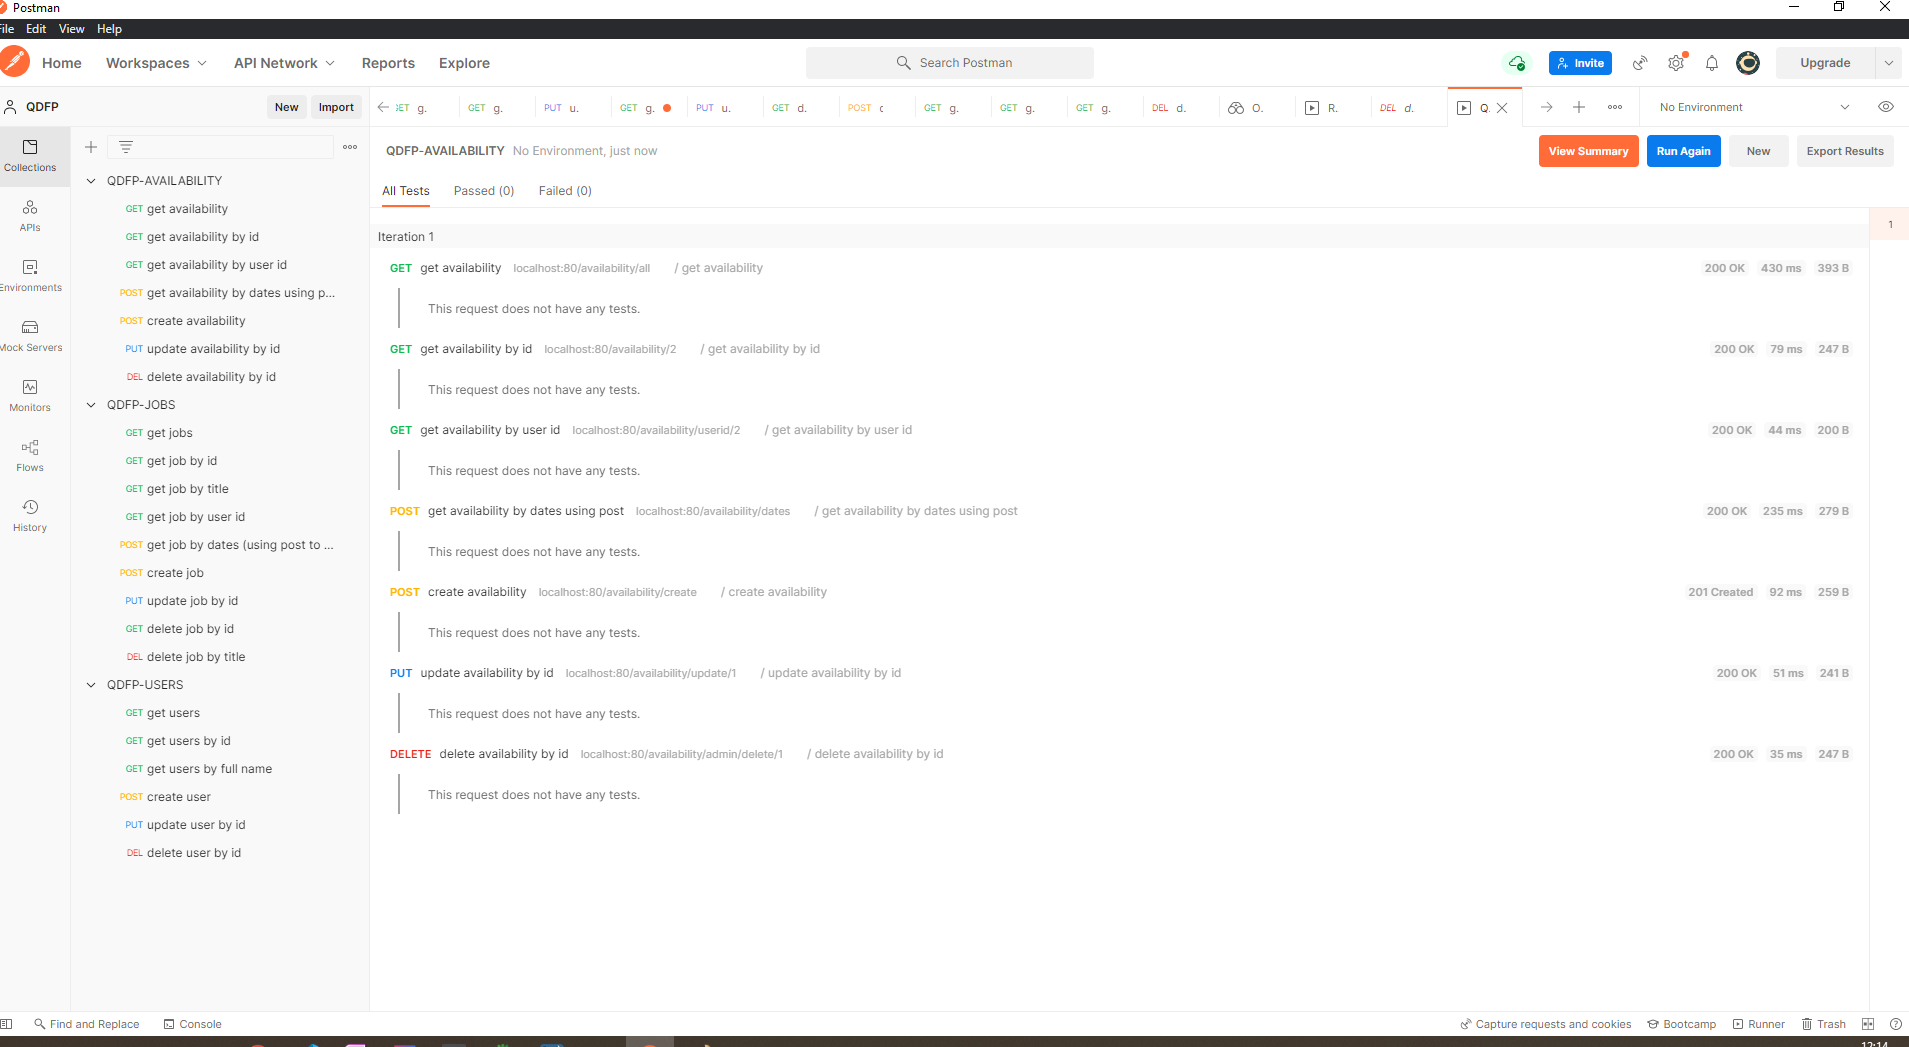 Postman
File Edit View Help
Home Workspaces API Network Reports Explore Search Postman Invite Upgrade
QDFP New Import GET g. GET g. PUT u. GET g. PUT u. GET d. POST c GET g. GET g. GET g. DEL d. O. R. DEL d. Q. No Environment
QDFP-AVAILABILITY No Environment, just now View Summary Run Again New Export Results
All Tests Passed (0) Failed (0)
Collections
APIs
Environments
Mock Servers
Monitors
Flows
History
QDFP-AVAILABILITY
GET get availability
GET get availability by id
GET get availability by user id
POST get availability by dates using p...
POST create availability
PUT update availability by id
DEL delete availability by id
QDFP-JOBS
GET get jobs
GET get job by id
GET get job by title
GET get job by user id
POST get job by dates (using post to ...
POST create job
PUT update job by id
GET delete job by id
DEL delete job by title
QDFP-USERS
GET get users
GET get users by id
GET get users by full name
POST create user
PUT update user by id
DEL delete user by id
Iteration 1
1
GET get availability localhost:80/availability/all / get availability 200 OK 430 ms 393 B
This request does not have any tests.
GET get availability by id localhost:80/availability/2 / get availability by id 200 OK 79 ms 247 B
This request does not have any tests.
GET get availability by user id localhost:80/availability/userid/2 / get availability by user id 200 OK 44 ms 200 B
This request does not have any tests.
POST get availability by dates using post localhost:80/availability/dates / get availability by dates using post 200 OK 235 ms 279 B
This request does not have any tests.
POST create availability localhost:80/availability/create / create availability 201 Created 92 ms 259 B
This request does not have any tests.
PUT update availability by id localhost:80/availability/update/1 / update availability by id 200 OK 51 ms 241 B
This request does not have any tests.
DELETE delete availability by id localhost:80/availability/admin/delete/1 / delete availability by id 200 OK 35 ms 247 B
This request does not have any tests.
Find and Replace Console Capture requests and cookies Bootcamp Runner Trash
12:14